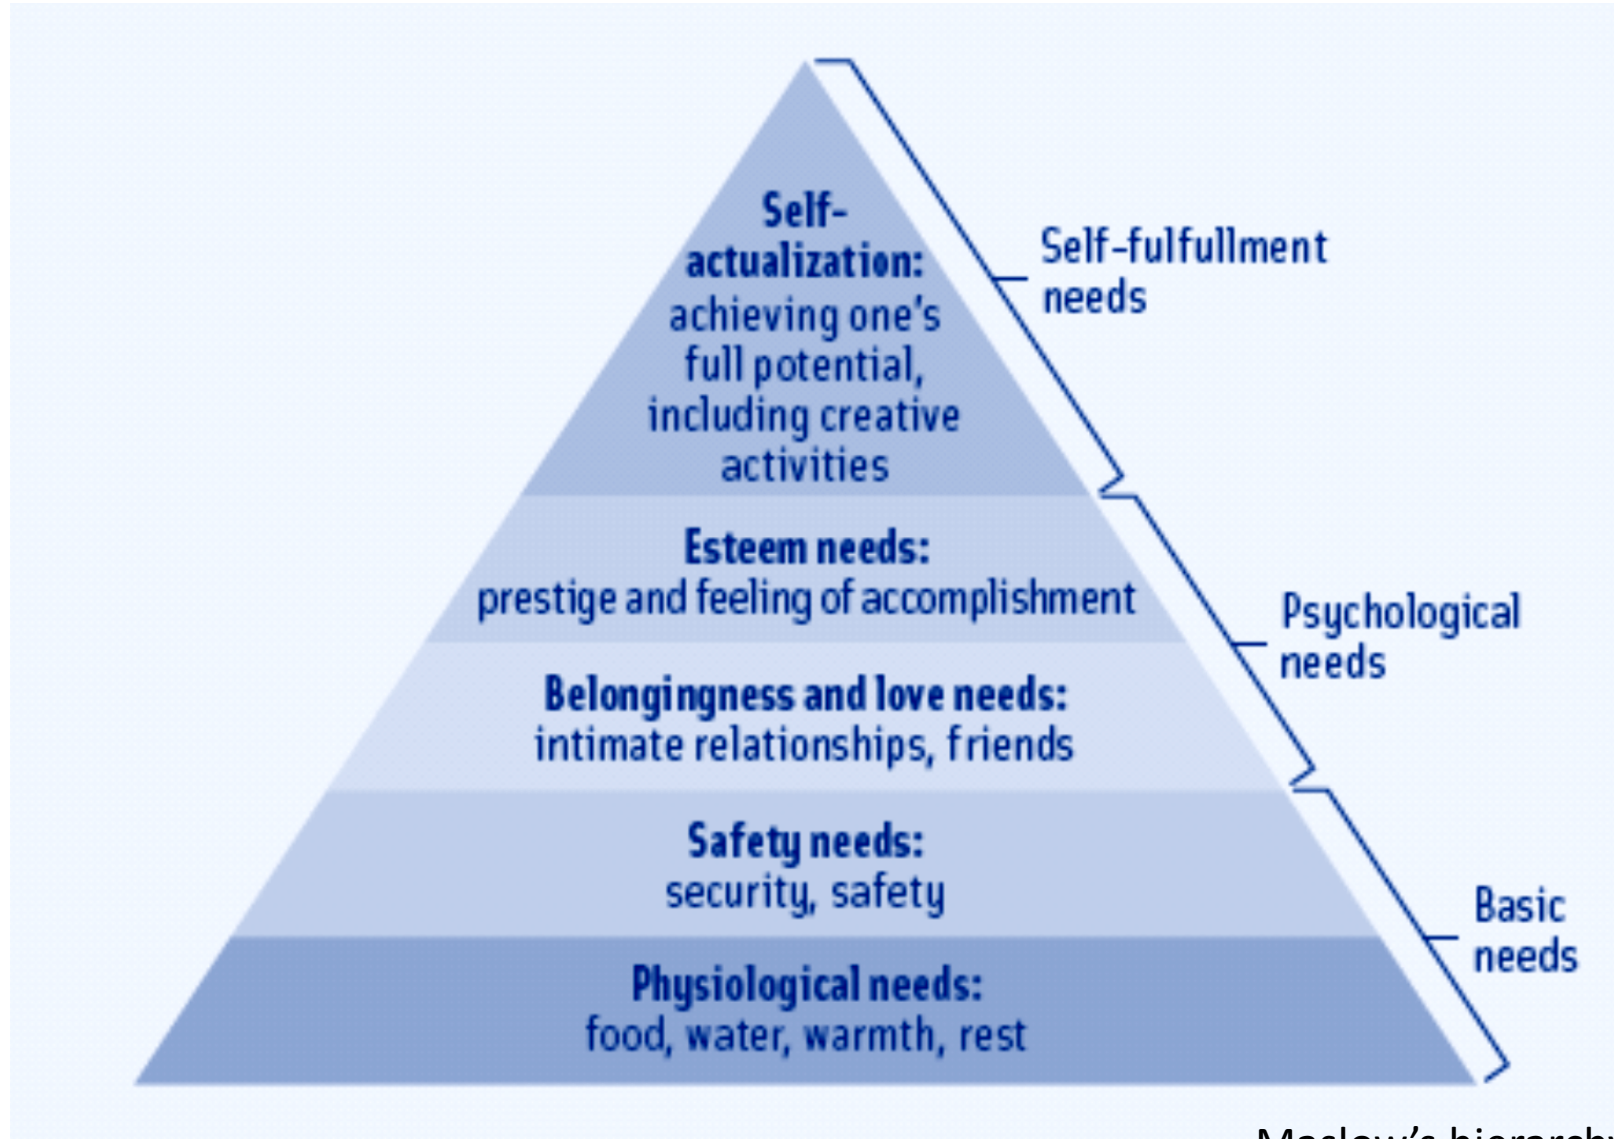 Self-
actualization:
achieving one's
full potential,
including creative
activities
Self-fulfullment
needs
Esteem needs:
prestige and feeling of accomplishment
Psychological
needs
Belongingness and love needs:
intimate relationships, friends
Safety needs:
security, safety
Basic
needs
Physiological needs:
food, water, warmth, rest
Maslow's hierarchy